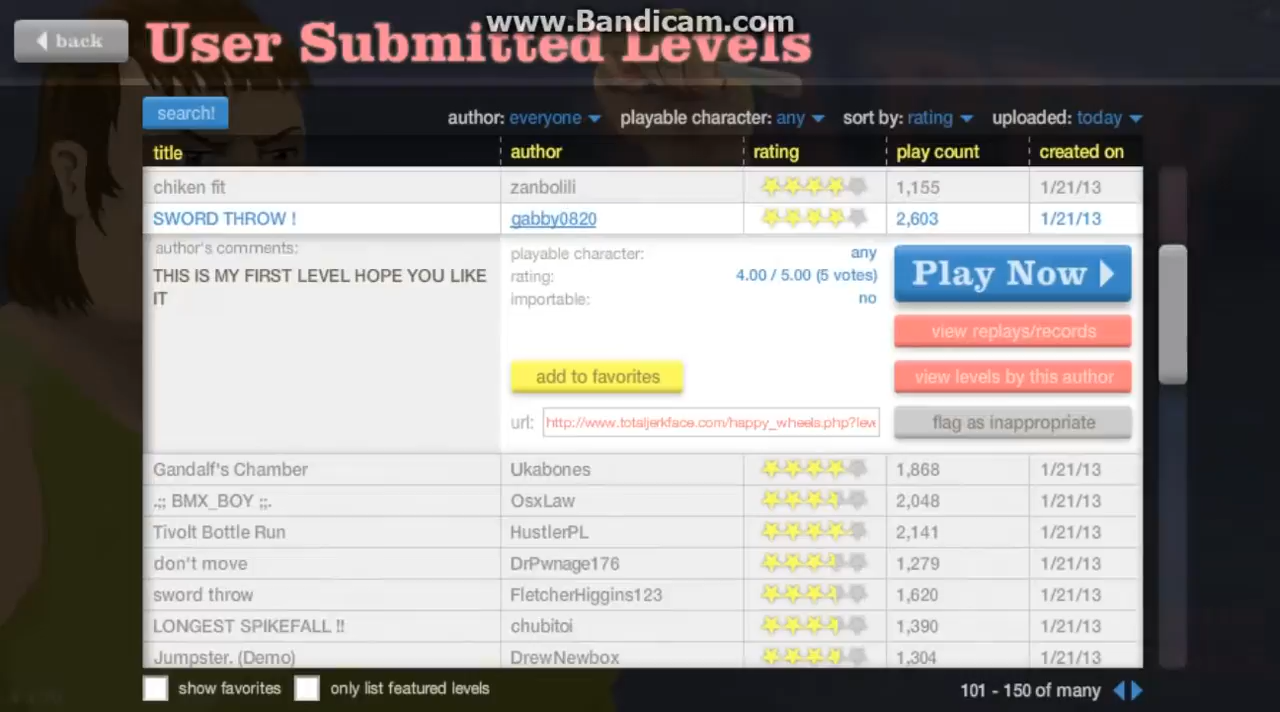 www.Bandicam.com
back
User Submitted Levels
search!
author: everyone playable character: any sort by: rating uploaded: today
title author rating play count created on
chiken fit zanbolili 1,155 1/21/13
SWORD THROW ! gabby0820 2,603 1/21/13
author's comments:
THIS IS MY FIRST LEVEL HOPE YOU LIKE
IT
playable character: any
rating: 4.00 / 5.00 (5 votes)
importable: no
add to favorites
url: http://www.totaljerkface.com/happy_wheels.php?lev
Play Now
view replays/records
view levels by this author
flag as inappropriate
Gandalf's Chamber Ukabones 1,868 1/21/13
.;; BMX_BOY ;;. OsxLaw 2,048 1/21/13
Tivolt Bottle Run HustlerPL 2,141 1/21/13
don't move DrPwnage176 1,279 1/21/13
sword throw FletcherHiggins123 1,620 1/21/13
LONGEST SPIKEFALL !! chubitoi 1,390 1/21/13
Jumpster. (Demo) DrewNewbox 1,304 1/21/13
show favorites only list featured levels 101 - 150 of many